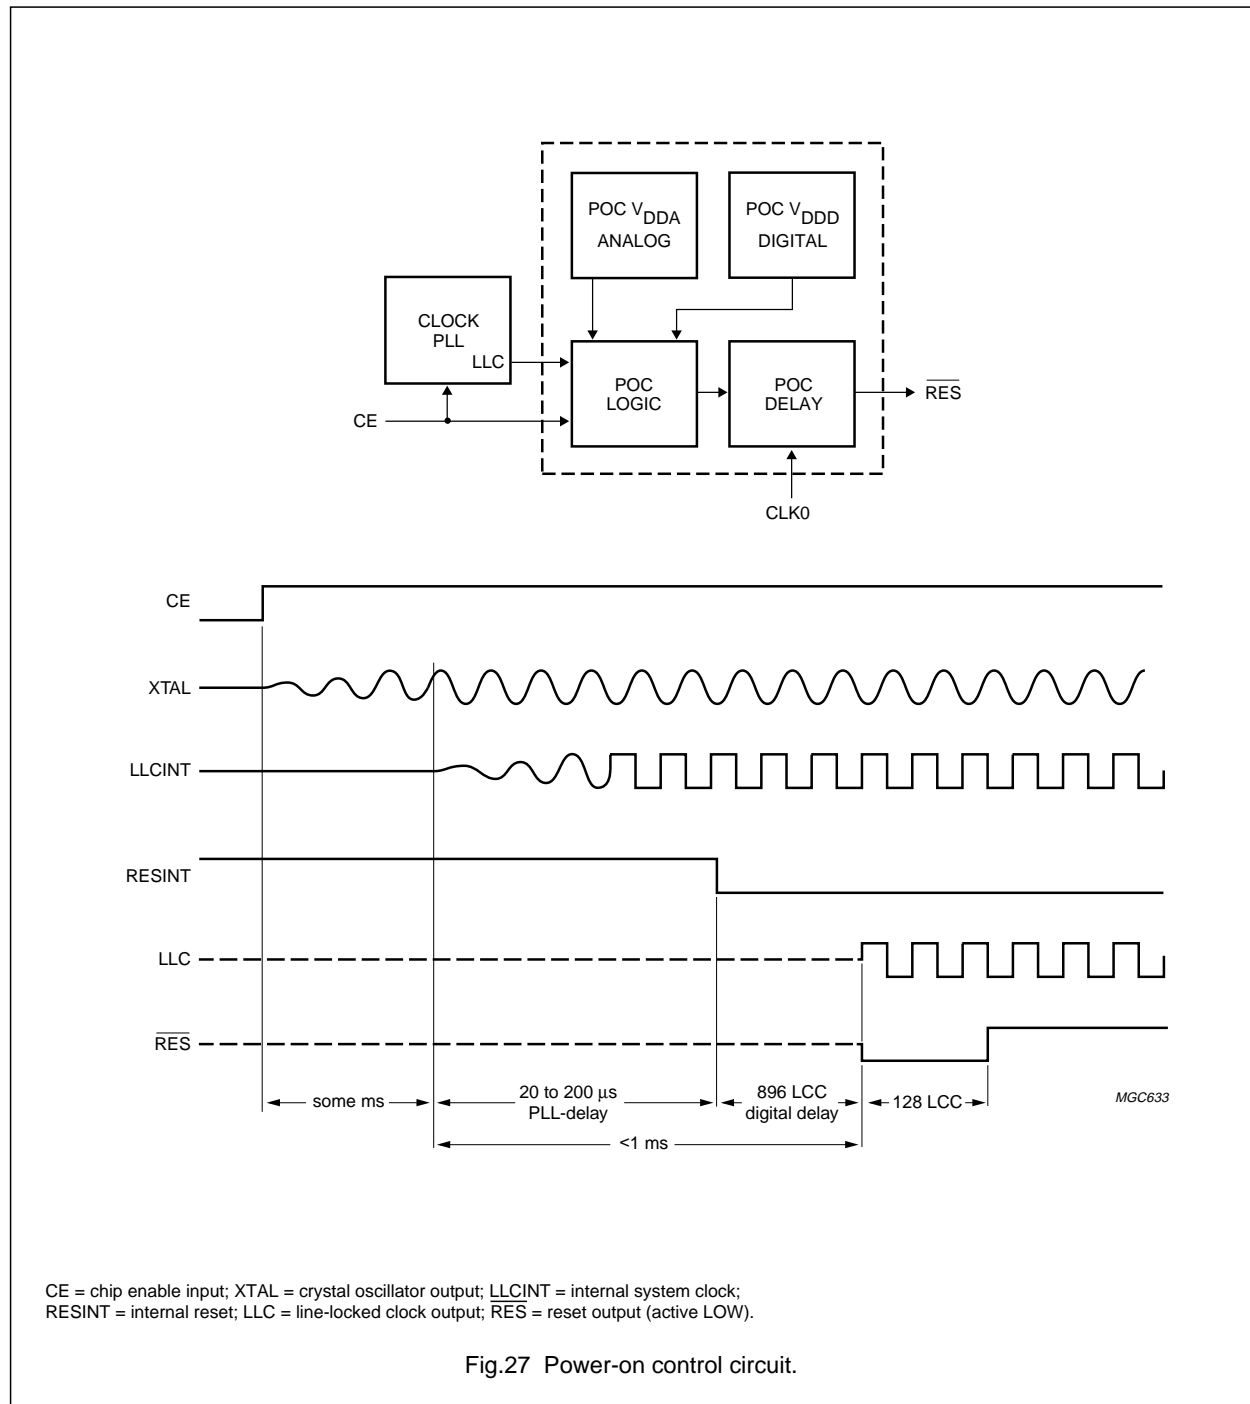 POC VDDA
ANALOG
POC VDDD
DIGITAL
CLOCK
PLL
LLC
POC
LOGIC
POC
DELAY
RES
CE
CLK0
CE
XTAL
LLCINT
RESINT
LLC
RES
some ms
20 to 200 µs
PLL-delay
896 LCC
digital delay
128 LCC
<1 ms
MGC633
CE = chip enable input; XTAL = crystal oscillator output; LLCINT = internal system clock;
RESINT = internal reset; LLC = line-locked clock output; RES = reset output (active LOW).
Fig.27 Power-on control circuit.